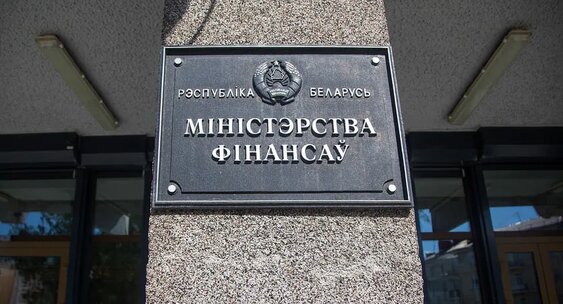 РЭСПУБЛІКА БЕЛАРУСЬ
МІНІСТЭРСТВА
ФІНАНСАЎ